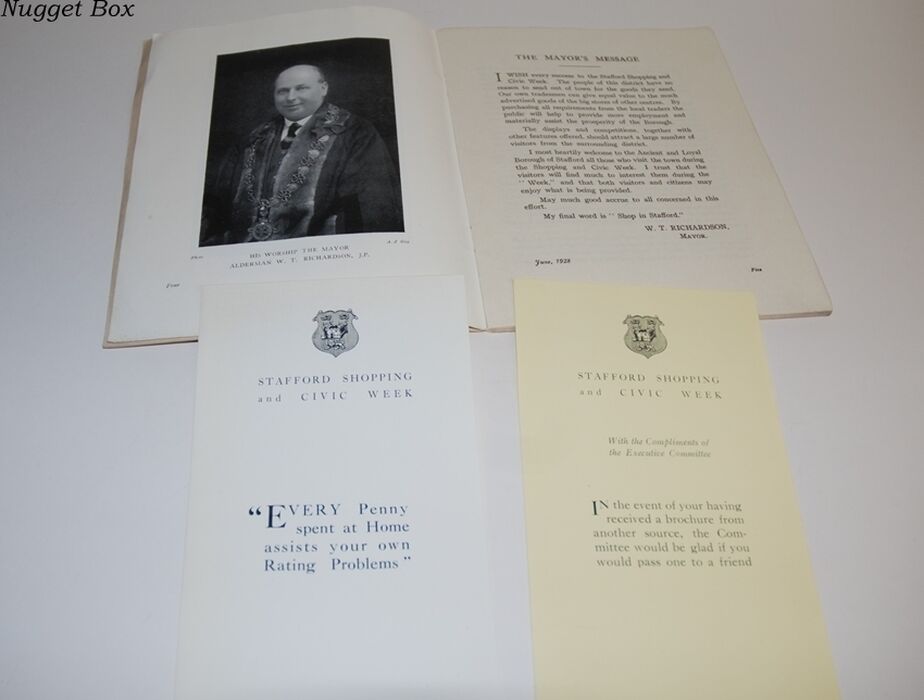 Nugget Box
Photo
A. J. King
HIS WORSHIP THE MAYOR
ALDERMAN W. T. RICHARDSON, J.P.
Four
THE MAYOR'S MESSAGE
I WISH every success to the Stafford Shopping and
Civic Week. The people of this district have no
reason to send out of town for the goods they send.
Our own tradesmen can give equal value to the much
advertised goods of the big stores of other centres. By
purchasing all requirements from the local traders the
public will help to provide more employment and
materially assist the prosperity of the Borough.
The displays and competitions, together with
other features offered, should attract a large number of
visitors from the surrounding district.
I most heartily welcome to the Ancient and Loyal
Borough of Stafford all those who visit the town during
the Shopping and Civic Week. I trust that the
visitors will find much to interest them during the
"Week," and that both visitors and citizens may
enjoy what is being provided.
May much good accrue to all concerned in this
effort.
My final word is "Shop in Stafford."
W. T. RICHARDSON,
MAYOR.
June, 1928
Five
STAFFORD SHOPPING
and CIVIC WEEK
"EVERY Penny
spent at Home
assists your own
Rating Problems"
STAFFORD SHOPPING
and CIVIC WEEK
With the Compliments of
the Executive Committee
IN the event of your having
received a brochure from
another source, the Com-
mittee would be glad if you
would pass one to a friend